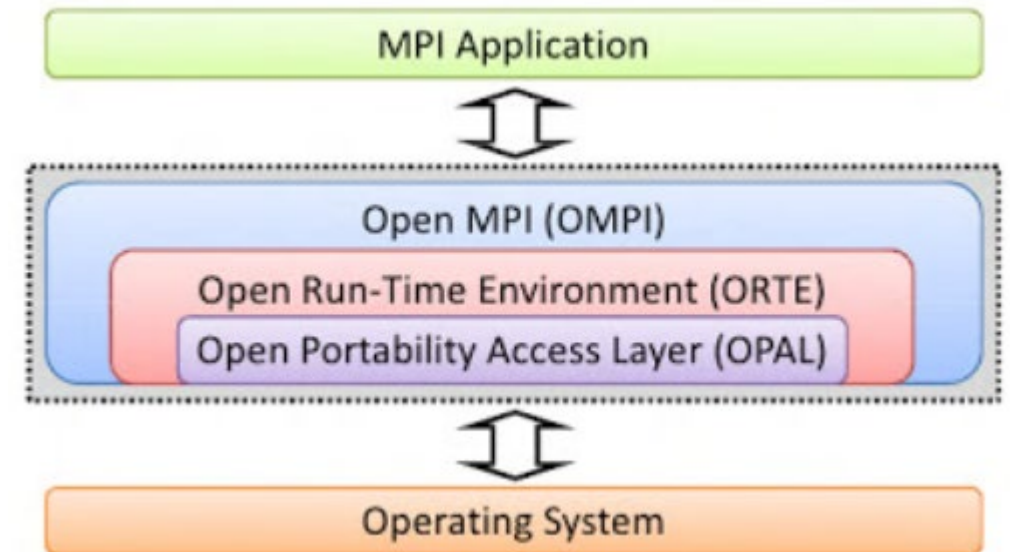 MPI Application
Open MPI (OMPI)
Open Run-Time Environment (ORTE)
Open Portability Access Layer (OPAL)
Operating System